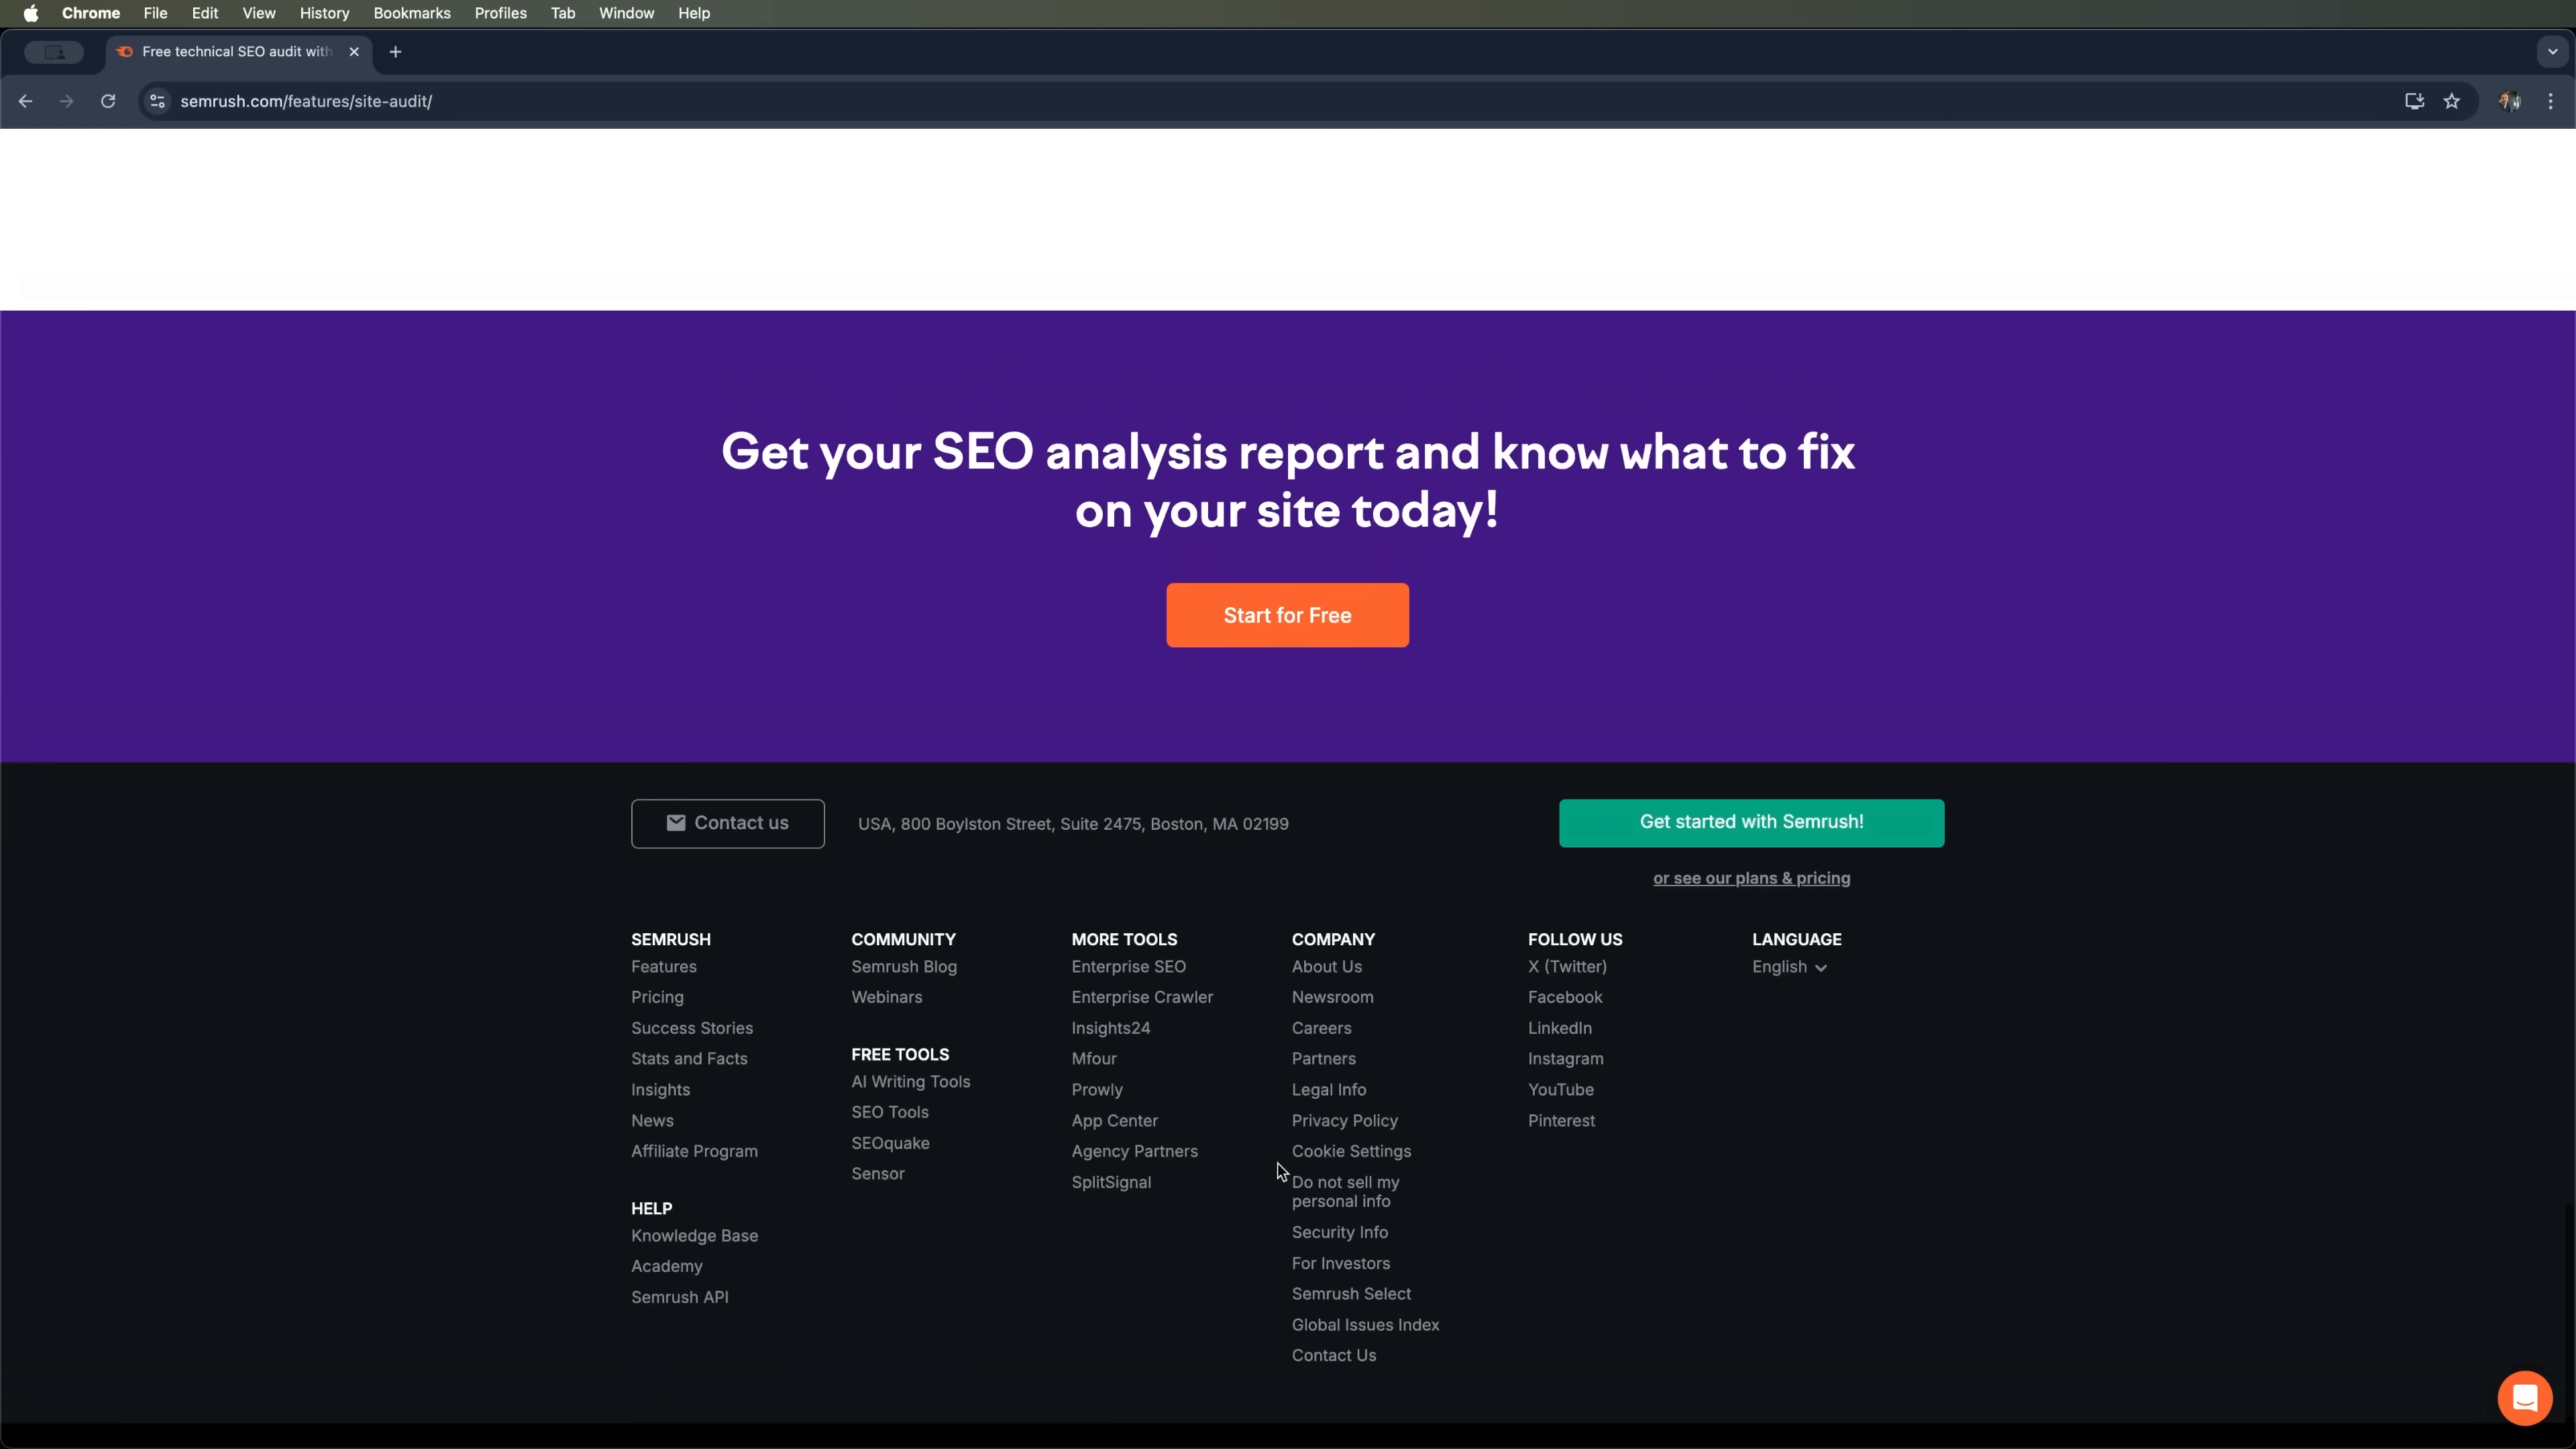 Chrome File Edit View History Bookmarks Profiles Tab Window Help
Free technical SEO audit with
semrush.com/features/site-audit/
Get your SEO analysis report and know what to fix
on your site today!
Start for Free
Contact us
USA, 800 Boylston Street, Suite 2475, Boston, MA 02199
Get started with Semrush!
or see our plans & pricing
SEMRUSH
Features
Pricing
Success Stories
Stats and Facts
Insights
News
Affiliate Program
HELP
Knowledge Base
Academy
Semrush API
COMMUNITY
Semrush Blog
Webinars
FREE TOOLS
AI Writing Tools
SEO Tools
SEOquake
Sensor
MORE TOOLS
Enterprise SEO
Enterprise Crawler
Insights24
Mfour
Prowly
App Center
Agency Partners
SplitSignal
COMPANY
About Us
Newsroom
Careers
Partners
Legal Info
Privacy Policy
Cookie Settings
Do not sell my
personal info
Security Info
For Investors
Semrush Select
Global Issues Index
Contact Us
FOLLOW US
X (Twitter)
Facebook
LinkedIn
Instagram
YouTube
Pinterest
LANGUAGE
English